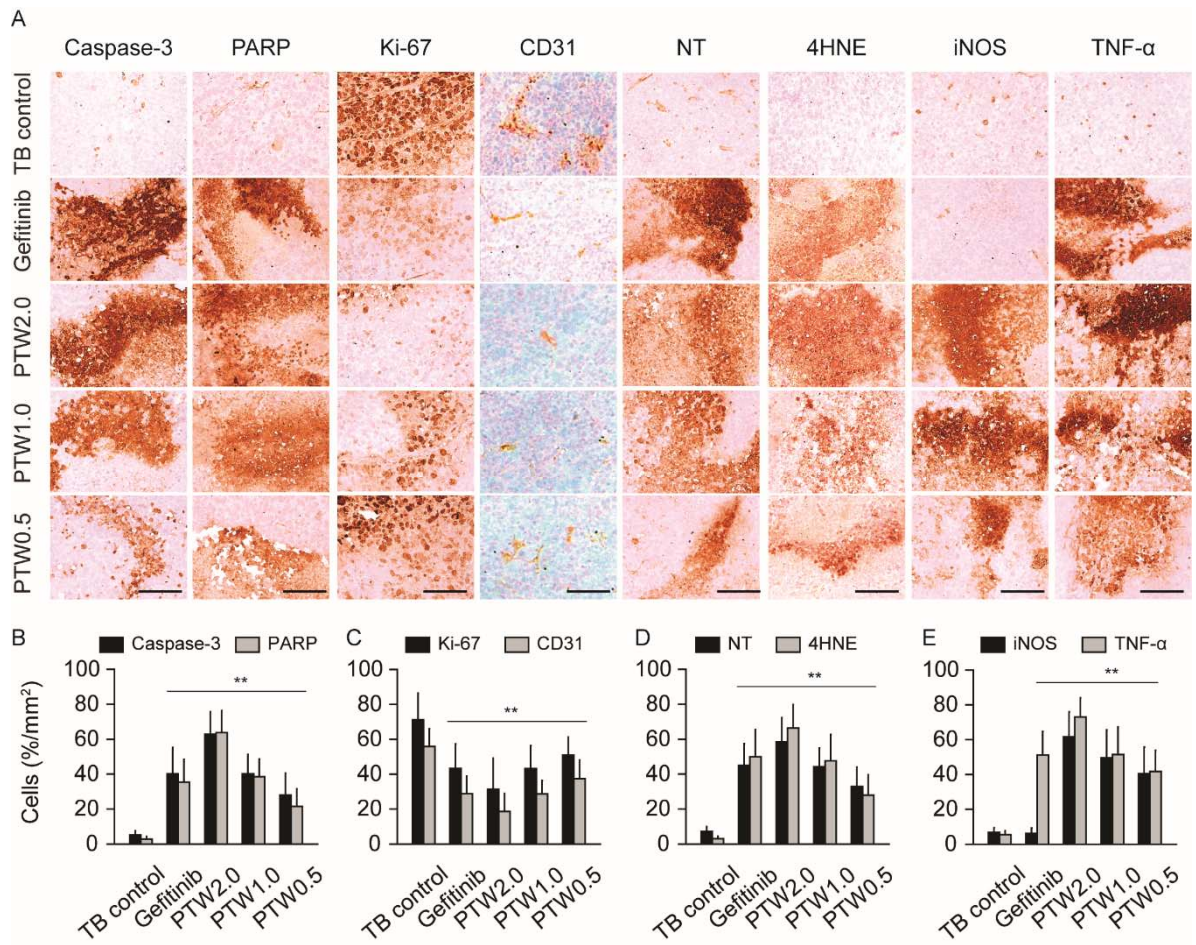 A
Caspase-3 PARP Ki-67 CD31 NT 4HNE iNOS TNF-α
TB control
Gefitinib
PTW2.0
PTW1.0
PTW0.5
B Caspase-3 PARP
C Ki-67 CD31
D NT 4HNE
E iNOS TNF-α
Cells (%/mm²)
100
80
60
40
20
0
**
TB control
Gefitinib
PTW2.0
PTW1.0
PTW0.5
100
80
60
40
20
0
**
TB control
Gefitinib
PTW2.0
PTW1.0
PTW0.5
100
80
60
40
20
0
**
TB control
Gefitinib
PTW2.0
PTW1.0
PTW0.5
100
80
60
40
20
0
**
TB control
Gefitinib
PTW2.0
PTW1.0
PTW0.5